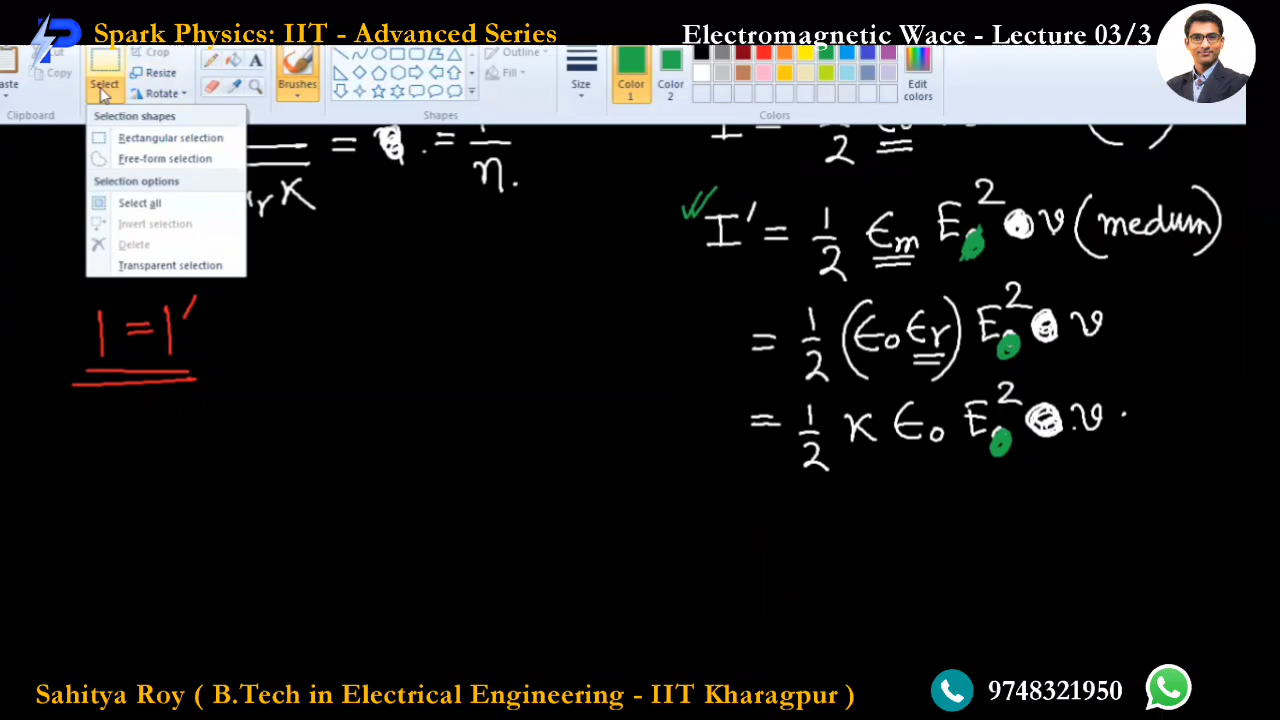 Spark Physics: IIT - Advanced Series
Electromagnetic Wace - Lecture 03/3
Crop
Copy
Resize
Select
Rotate
Brushes
Outline
Fill
Size
Color 1
Color 2
Edit colors
Clipboard
Shapes
Colors
Selection shapes
Rectangular selection
Free-form selection
Selection options
Select all
Invert selection
Delete
Transparent selection
I' = 1/2 ϵm E² v (medum)
= 1/2 (ϵ₀ϵr) E² v
= 1/2 K ϵ₀ E² v .
I = I'
Sahitya Roy ( B.Tech in Electrical Engineering - IIT Kharagpur )
9748321950